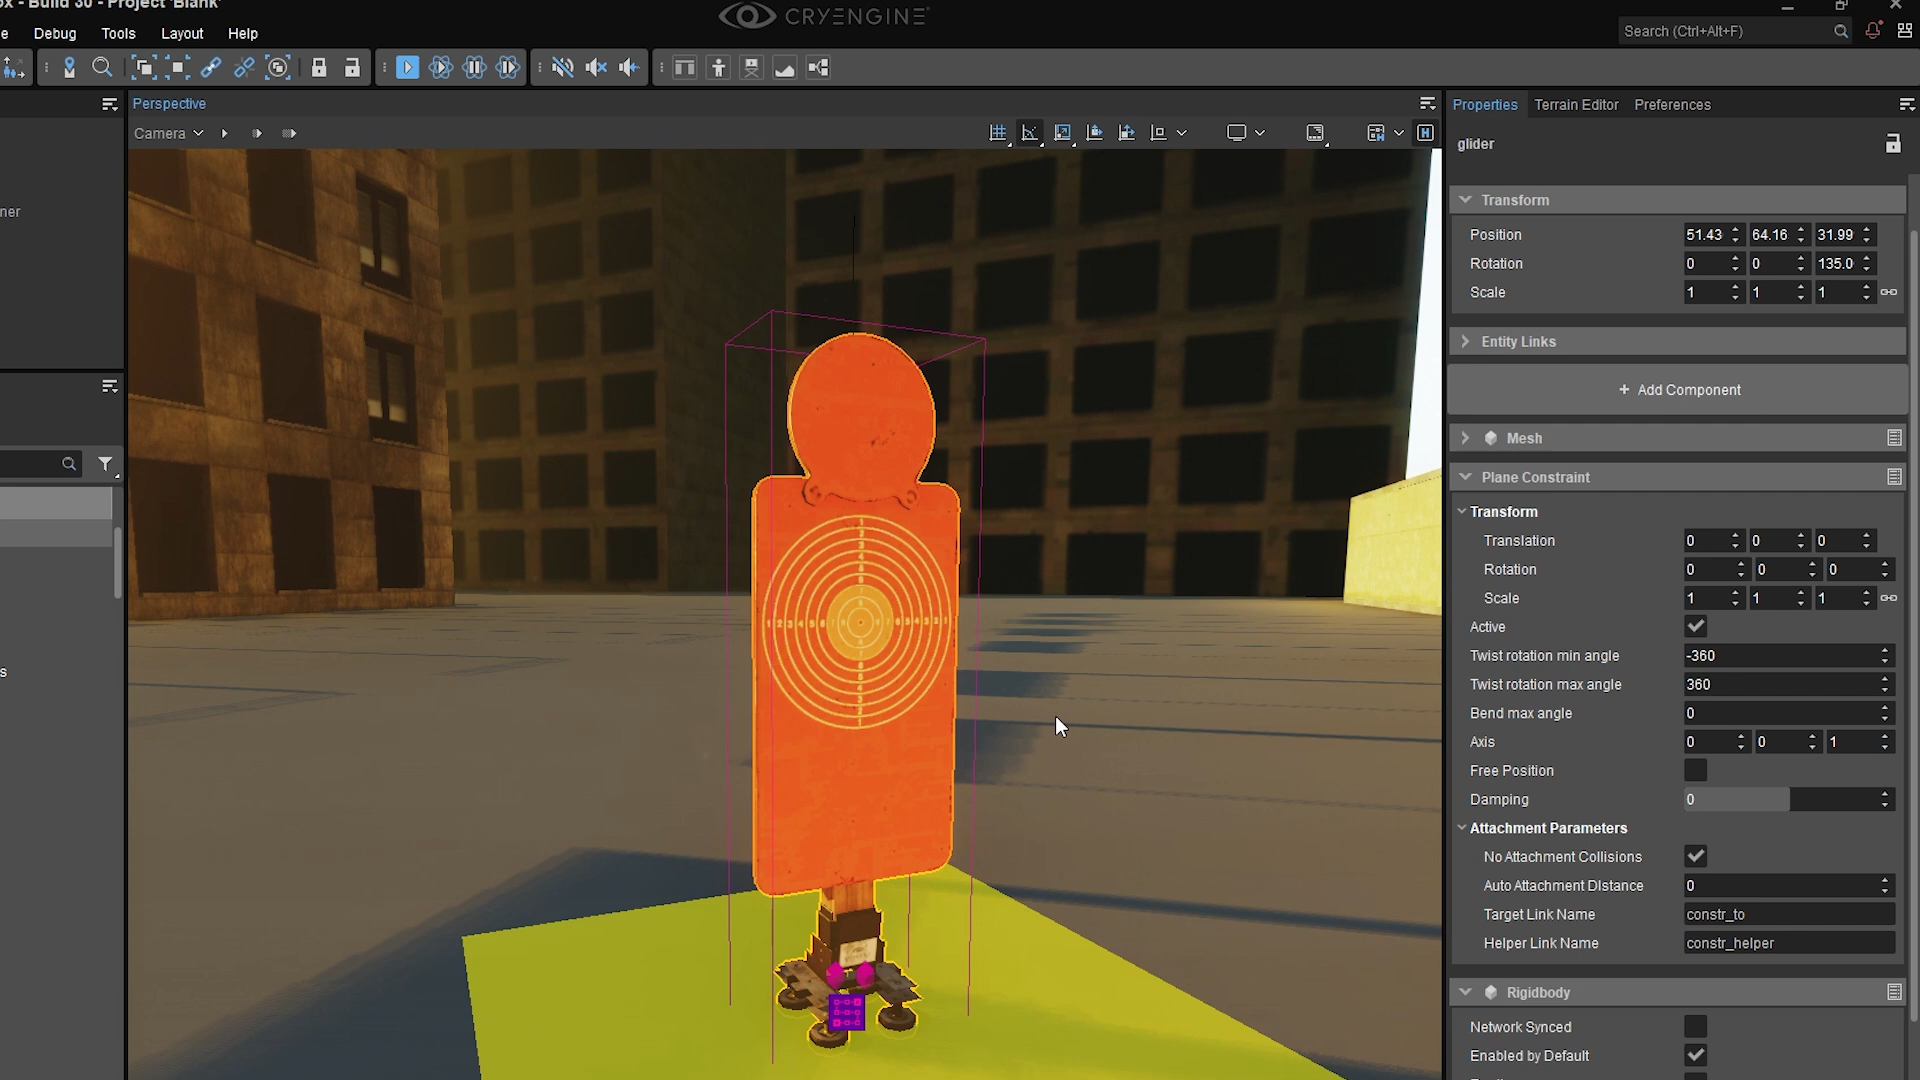 ox - Build 30 - Project 'Blank'
CRYENGINE
e Debug Tools Layout Help
Search (Ctrl+Alt+F)
Perspective
Properties Terrain Editor Preferences
Camera
glider
Transform
ner
Position 51.43 64.16 31.99
Rotation 0 0 135.0
Scale 1 1 1
Entity Links
+ Add Component
Mesh
Plane Constraint
Transform
Translation 0 0 0
Rotation 0 0 0
Scale 1 1 1
Active
Twist rotation min angle -360
s
Twist rotation max angle 360
Bend max angle 0
Axis 0 0 1
Free Position
Damping 0
Attachment Parameters
No Attachment Collisions
Auto Attachment DIstance 0
Target Link Name constr_to
Helper Link Name constr_helper
Rigidbody
Network Synced
Enabled by Default